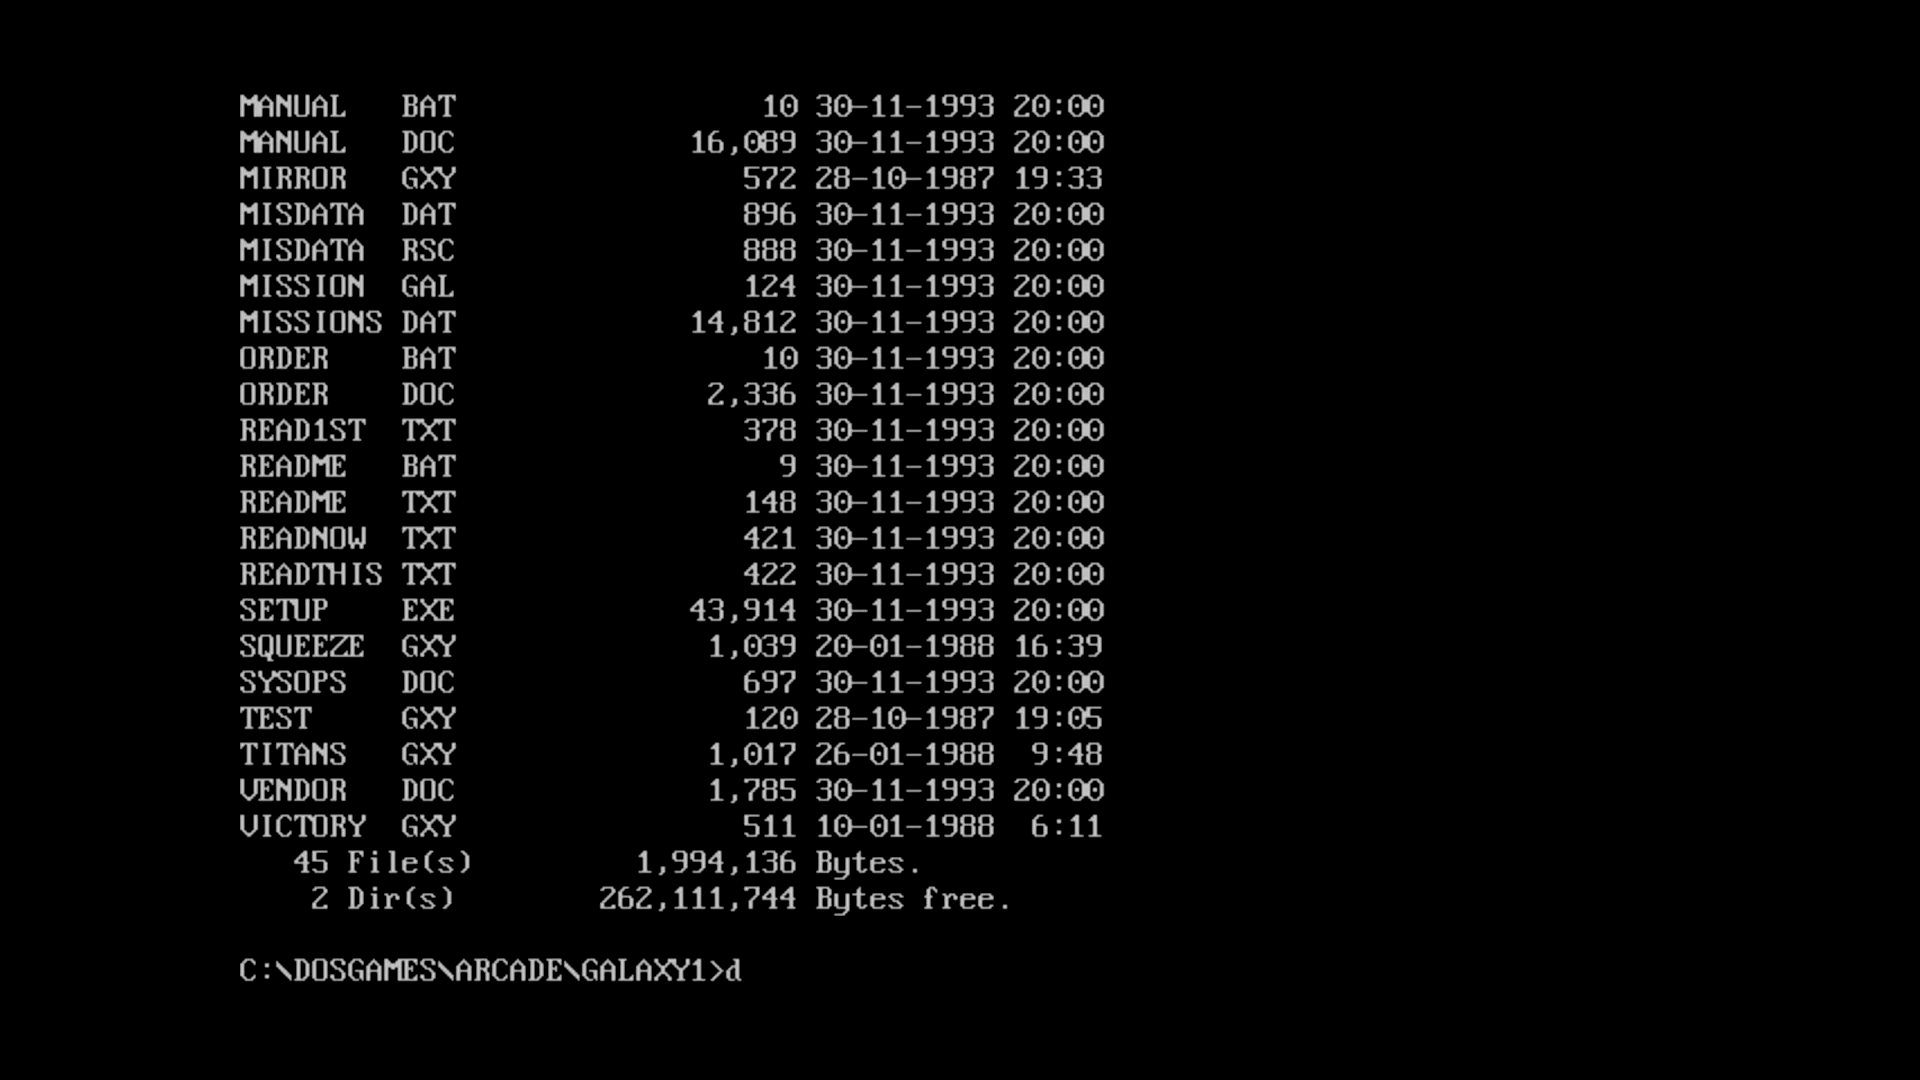 MANUAL   BAT                 10 30-11-1993 20:00
MANUAL   DOC             16,089 30-11-1993 20:00
MIRROR   GXY                572 28-10-1987 19:33
MISDATA  DAT                896 30-11-1993 20:00
MISDATA  RSC                888 30-11-1993 20:00
MISSION  GAL                124 30-11-1993 20:00
MISSIONS DAT             14,812 30-11-1993 20:00
ORDER    BAT                 10 30-11-1993 20:00
ORDER    DOC              2,336 30-11-1993 20:00
READ1ST  TXT                378 30-11-1993 20:00
README   BAT                  9 30-11-1993 20:00
README   TXT                148 30-11-1993 20:00
READNOW  TXT                421 30-11-1993 20:00
READTHIS TXT                422 30-11-1993 20:00
SETUP    EXE             43,914 30-11-1993 20:00
SQUEEZE  GXY              1,039 20-01-1988 16:39
SYSOPS   DOC                697 30-11-1993 20:00
TEST     GXY                120 28-10-1987 19:05
TITANS   GXY              1,017 26-01-1988  9:48
VENDOR   DOC              1,785 30-11-1993 20:00
VICTORY  GXY                511 10-01-1988  6:11
   45 File(s)         1,994,136 Bytes.
    2 Dir(s)        262,111,744 Bytes free.

C:\DOSGAMES\ARCADE\GALAXY1>d